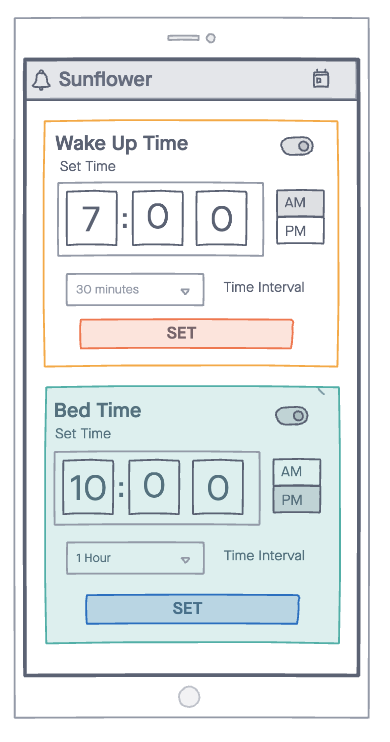 Sunflower
Wake Up Time
Set Time
7 : 0 0
AM
PM
30 minutes
Time Interval
SET
Bed Time
Set Time
10 : 0 0
AM
PM
1 Hour
Time Interval
SET